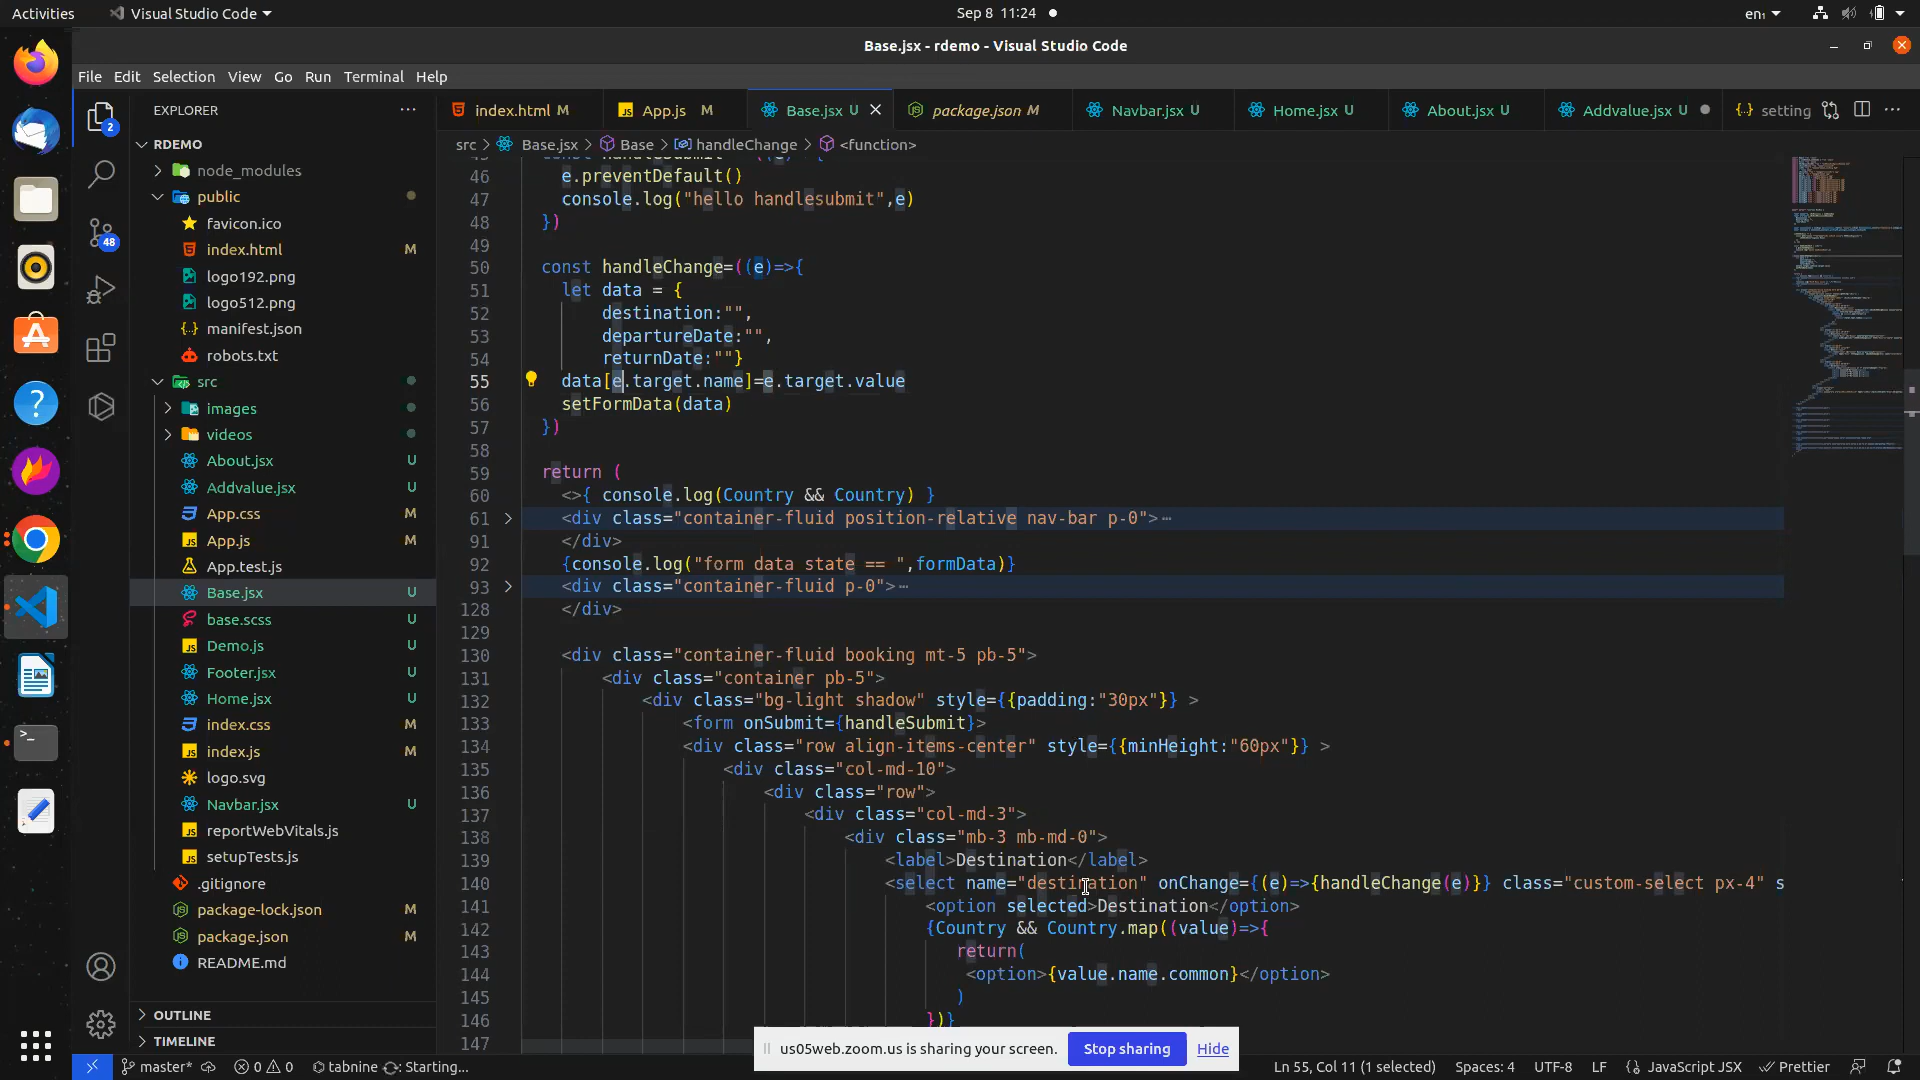 Activities
Visual Studio Code
Sep 8 11:24
en₁
Base.jsx - rdemo - Visual Studio Code
File Edit Selection View Go Run Terminal Help
EXPLORER
index.html M
App.js M
Base.jsx U
package.json M
Navbar.jsx U
Home.jsx U
About.jsx U
Addvalue.jsx U
setting
src
Base.jsx
Base
handleChange
<function>
2
48
RDEMO
node_modules
public
favicon.ico
index.html M
logo192.png
logo512.png
manifest.json
robots.txt
src
images
videos
About.jsx U
Addvalue.jsx U
App.css
App.js M
App.test.js
Base.jsx U
base.scss U
Demo.js U
Footer.jsx U
Home.jsx U
index.css
index.js M
logo.svg
Navbar.jsx U
reportWebVitals.js
setupTests.js
.gitignore
package-lock.json M
package.json M
README.md
OUTLINE
TIMELINE
46 e.preventDefault()
47 console.log("hello handlesubmit",e)
48 })
49
50 const handleChange=((e)=>{
51 let data = {
52 destination:"",
53 departureDate:"",
54 returnDate:""}
55 data[e.target.name]=e.target.value
56 setFormData(data)
57 })
58
59 return (
60 <>{ console.log(Country && Country) }
61 <div class="container-fluid position-relative nav-bar p-0">⋯
91 </div>
92 {console.log("form data state == ",formData)}
93 <div class="container-fluid p-0">⋯
128 </div>
129
130 <div class="container-fluid booking mt-5 pb-5">
131 <div class="container pb-5">
132 <div class="bg-light shadow" style={{padding:"30px"}} >
133 <form onSubmit={handleSubmit}>
134 <div class="row align-items-center" style={{minHeight:"60px"}} >
135 <div class="col-md-10">
136 <div class="row">
137 <div class="col-md-3">
138 <div class="mb-3 mb-md-0">
139 <label>Destination</label>
140 <select name="destination" onChange={(e)=>{handleChange(e)}} class="custom-select px-4" s
141 <option selected>Destination</option>
142 {Country && Country.map((value)=>{
143 return(
144 <option>{value.name.common}</option>
145 )
146 })}
147
us05web.zoom.us is sharing your screen.
Stop sharing
Hide
master*
0
0
tabnine
: Starting...
Ln 55, Col 11 (1 selected)
Spaces: 4
UTF-8
LF
JavaScript JSX
Prettier